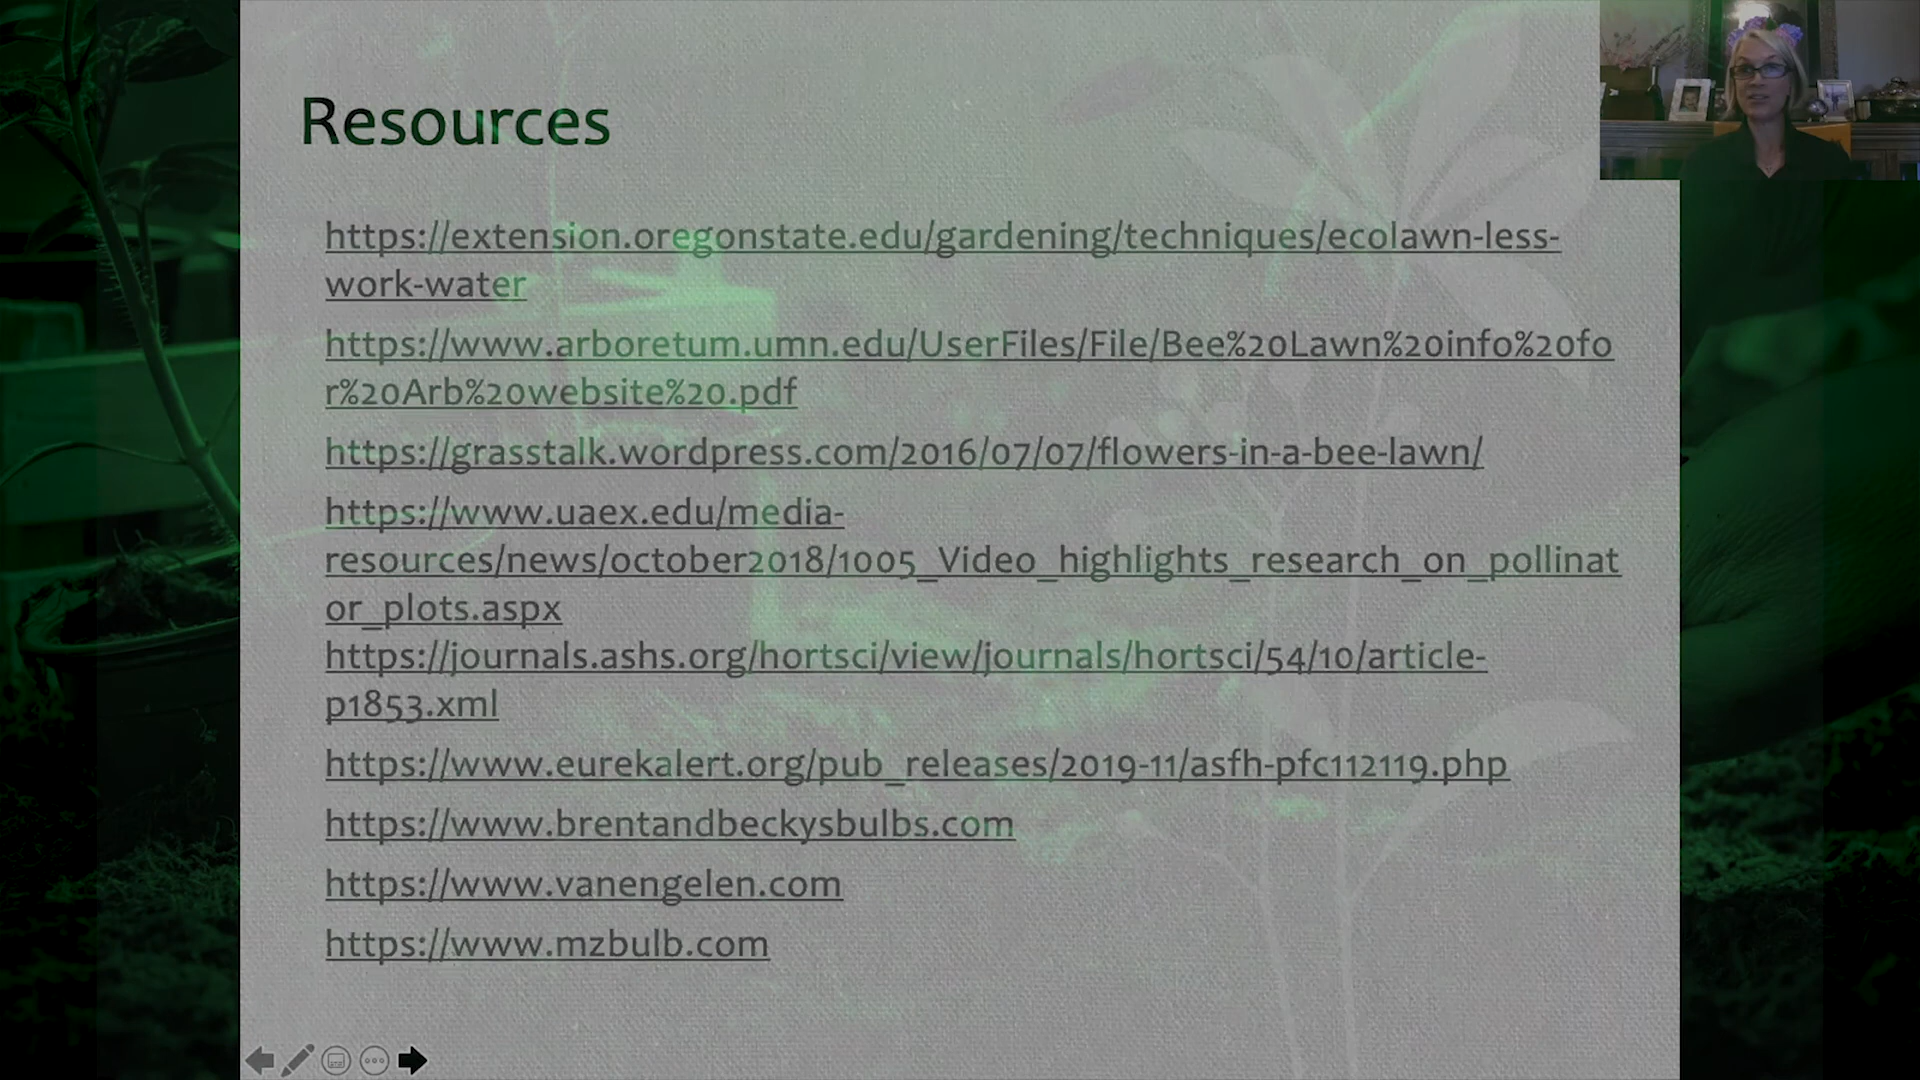 Resources
https://extension.oregonstate.edu/gardening/techniques/ecolawn-less-
work-water
https://www.arboretum.umn.edu/UserFiles/File/Bee%20Lawn%20info%20fo
r%20Arb%20website%20.pdf
https://grasstalk.wordpress.com/2016/07/07/flowers-in-a-bee-lawn/
https://www.uaex.edu/media-
resources/news/october2018/1005_Video_highlights_research_on_pollinat
or_plots.aspx
https://journals.ashs.org/hortsci/view/journals/hortsci/54/10/article-
p1853.xml
https://www.eurekalert.org/pub_releases/2019-11/asfh-pfc112119.php
https://www.brentandbeckysbulbs.com
https://www.vanengelen.com
https://www.mzbulb.com